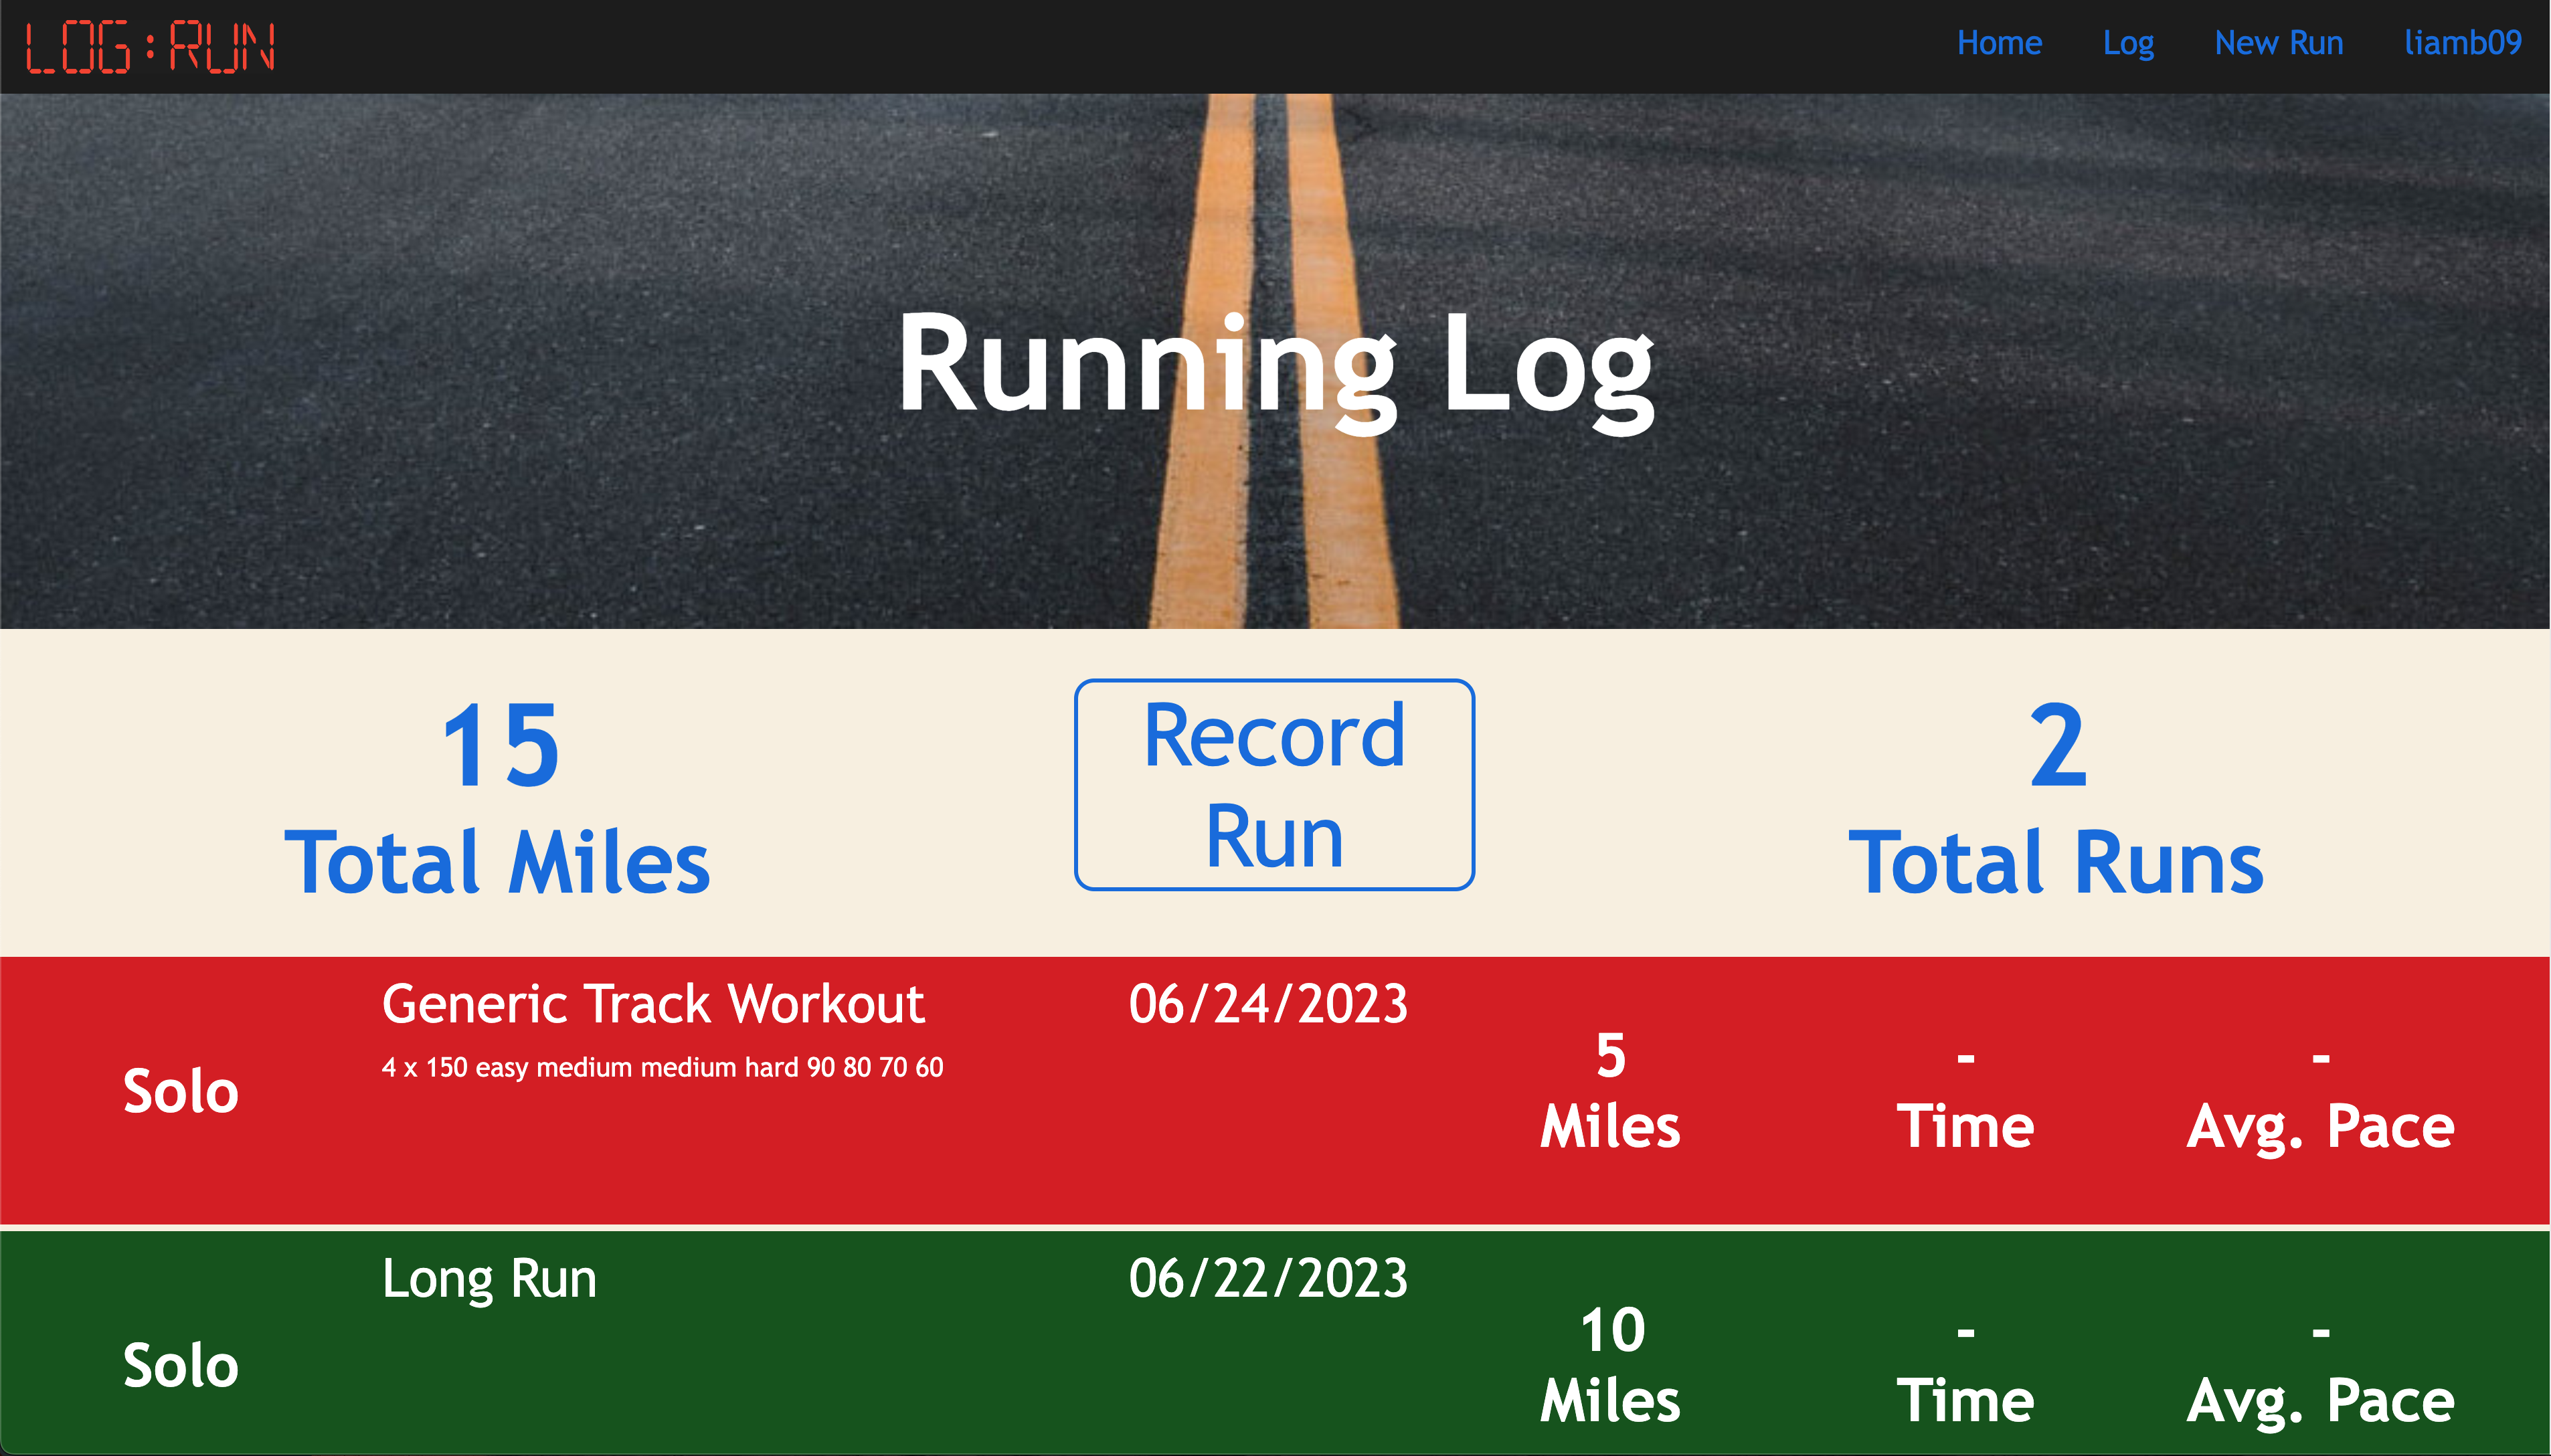 LOG:RUN
Home Log New Run liamb09
Running Log
15
Total Miles
Record
Run
2
Total Runs
Solo
Generic Track Workout
4 x 150 easy medium medium hard 90 80 70 60
06/24/2023
5
Miles
-
Time
-
Avg. Pace
Solo
Long Run
06/22/2023
10
Miles
-
Time
-
Avg. Pace